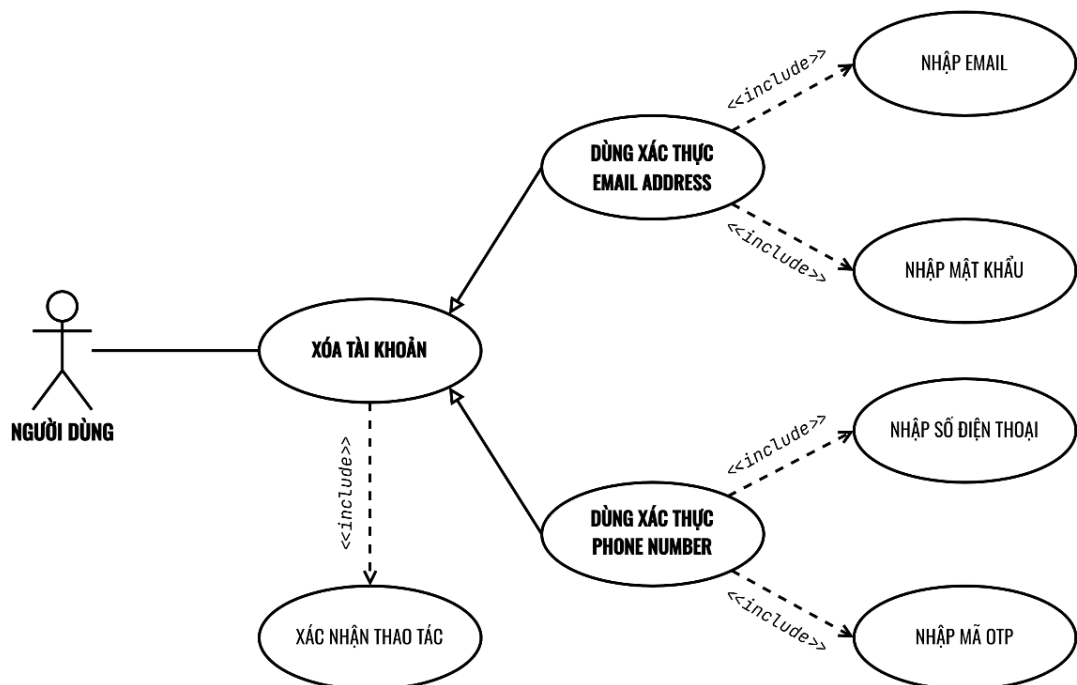 NHẬP EMAIL
<<include>>
DÙNG XÁC THỰC
EMAIL ADDRESS
<<include>>
NHẬP MẬT KHẨU
XÓA TÀI KHOẢN
NGƯỜI DÙNG
<<include>>
NHẬP SỐ ĐIỆN THOẠI
<<include>>
DÙNG XÁC THỰC
PHONE NUMBER
<<include>>
XÁC NHẬN THAO TÁC
NHẬP MÃ OTP